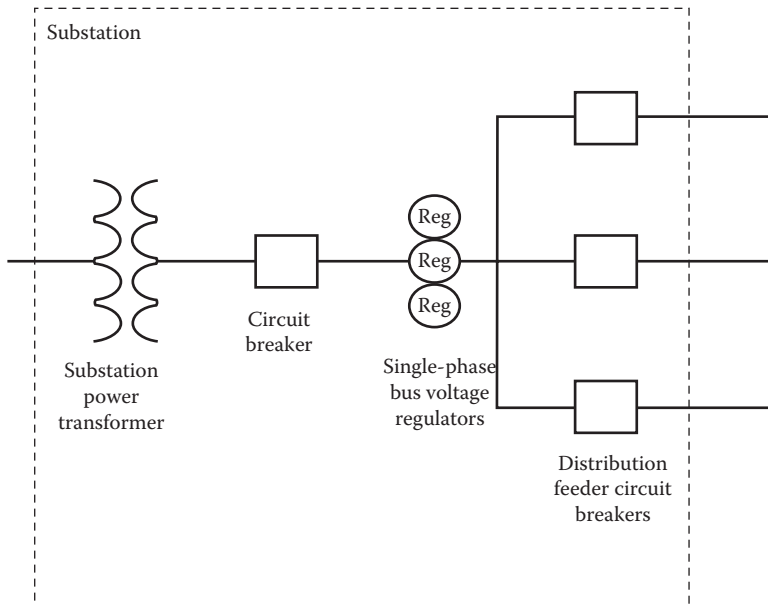 Substation
Reg
Reg
Reg
Circuit
breaker
Substation
power
transformer
Single-phase
bus voltage
regulators
Distribution
feeder circuit
breakers